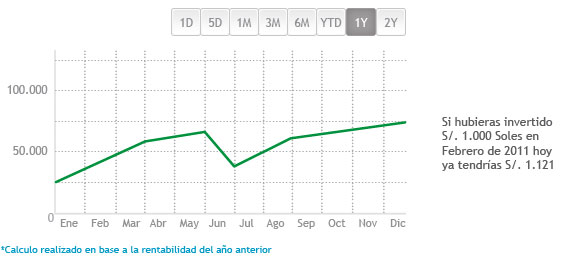 1D 5D 1M 3M 6M YTD 1Y 2Y
100.000
50.000
0
Ene Feb Mar Abr May Jun Jul Ago Sep Oct Nov Dic
Si hubieras invertido
S/. 1.000 Soles en
Febrero de 2011 hoy
ya tendrías S/. 1.121
*Calculo realizado en base a la rentabilidad del año anterior